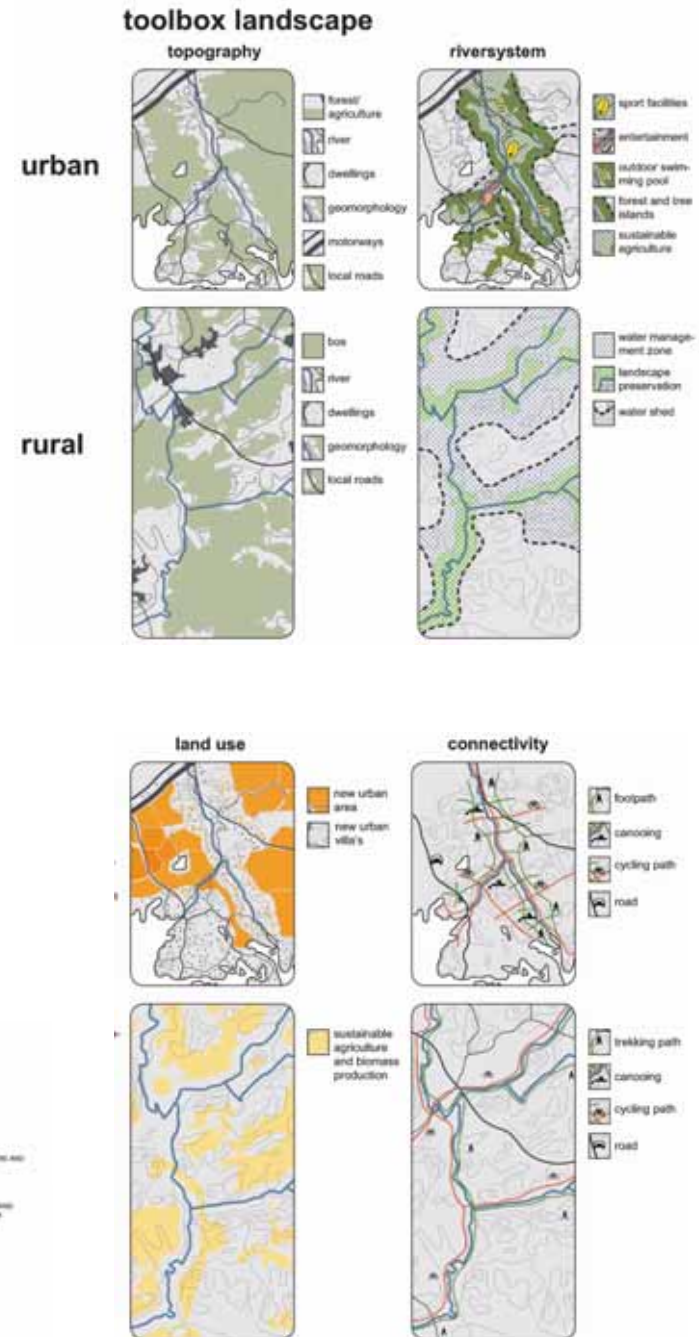 toolbox landscape
topography
riversystem
urban
forest/
agriculture
river
dwellings
geomorphology
motorways
local roads
sport facilities
entertainment
outdoor swim-
ming pool
forest and tree
islands
sustainable
agriculture
rural
bos
river
dwellings
geomorphology
local roads
water manage-
ment zone
landscape
preservation
water shed
land use
connectivity
new urban
area
new urban
villa's
footpath
canooing
cycling path
road
sustainable
agriculture
and biomass
production
trekking path
canooing
cycling path
road